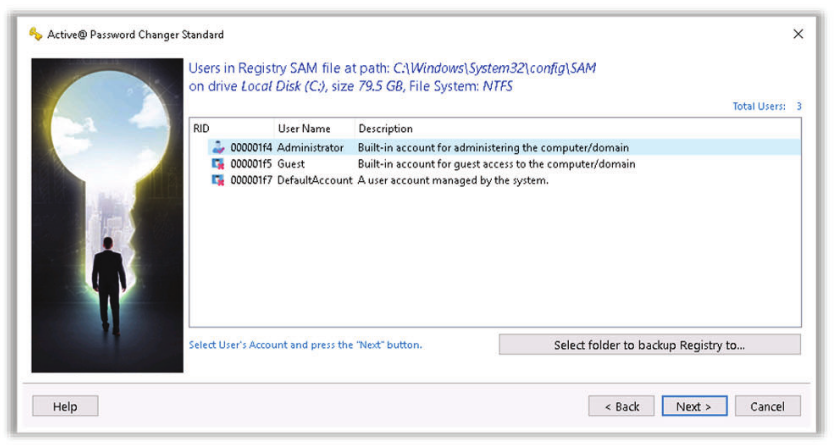 Active@ Password Changer Standard
Users in Registry SAM file at path: C:\Windows\System32\config\SAM
on drive Local Disk (C:), size 79.5 GB, File System: NTFS
Total Users: 3
RID User Name Description
000001f4 Administrator Built-in account for administering the computer/domain
000001f5 Guest Built-in account for guest access to the computer/domain
000001f7 DefaultAccount A user account managed by the system.
Select User's Account and press the "Next" button.
Select folder to backup Registry to...
Help
< Back
Next >
Cancel